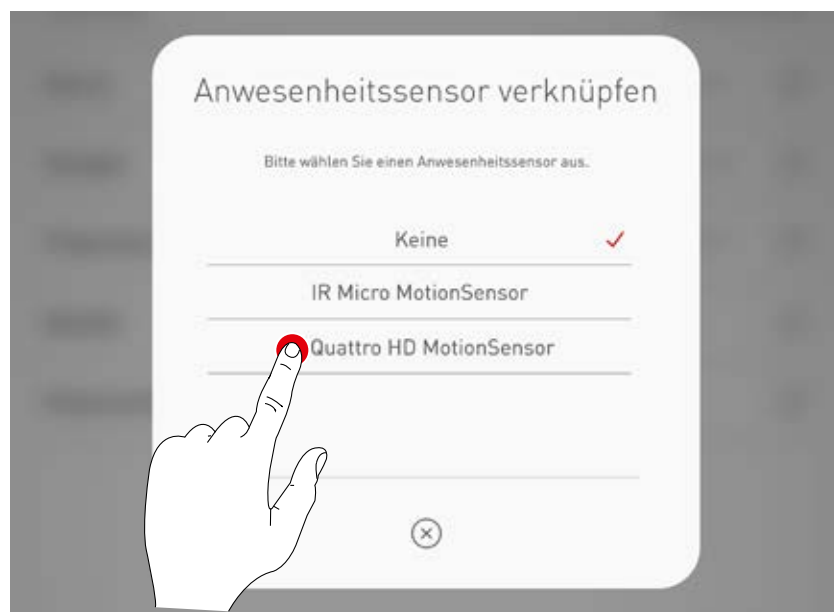 Anwesenheitssensor verknüpfen
Bitte wählen Sie einen Anwesenheitssensor aus.
Keine
IR Micro MotionSensor
Quattro HD MotionSensor